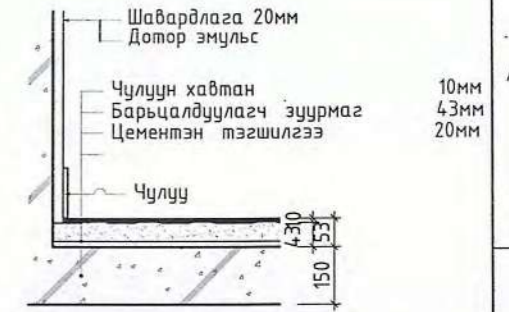 Шавардлага 20мм
Дотор эмульс
Чулуун хавтан 10мм
Барьцалдуулагч зуурмаг 43мм
Цементэн тэгшилгээ 20мм
Чулуу
43 10
53
150